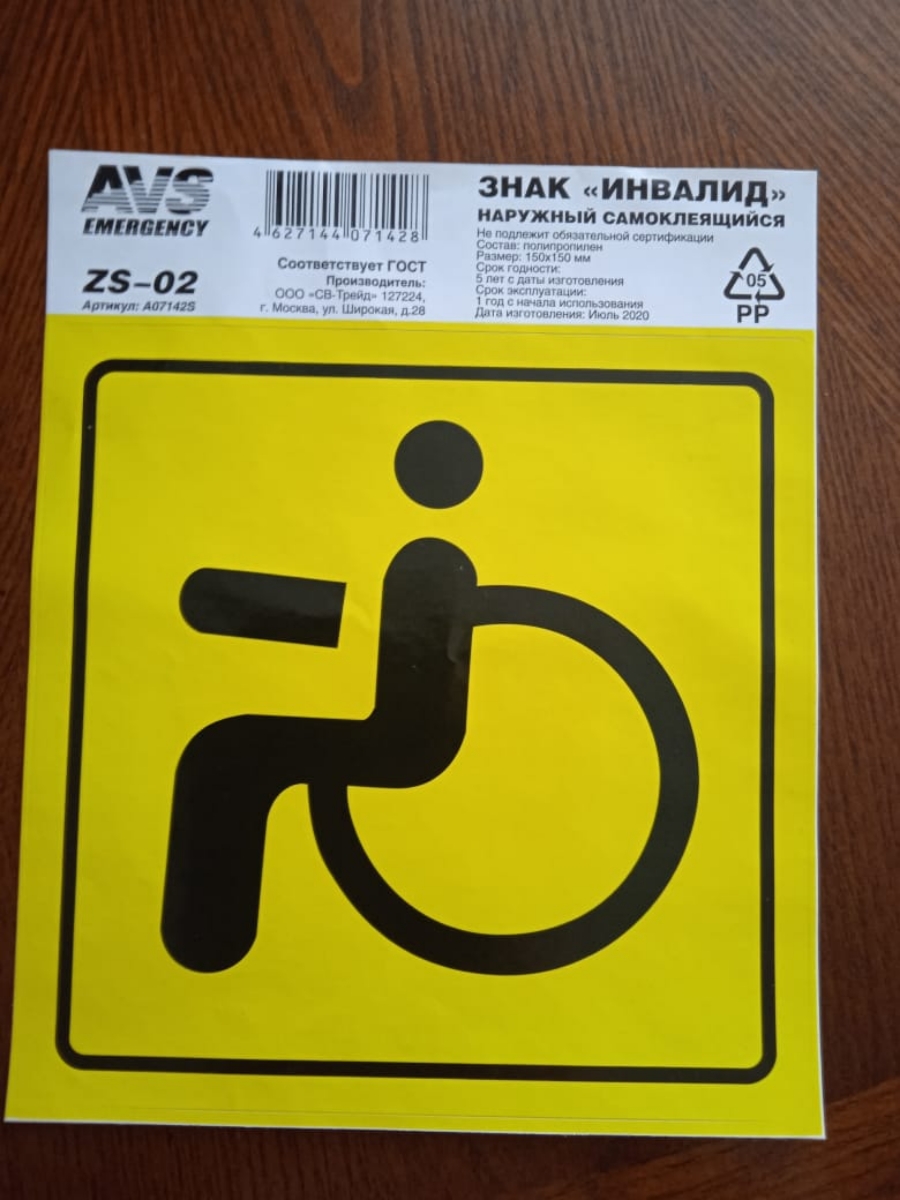 AVS
EMERGENCY
ZS-02
Артикул: A07142S
4 627144 071428
Соответствует ГОСТ
Производитель:
ООО «СВ-Трейд» 127224,
г. Москва, ул. Широкая, д.28
ЗНАК «ИНВАЛИД»
НАРУЖНЫЙ САМОКЛЕЯЩИЙСЯ
Не подлежит обязательной сертификации
Состав: полипропилен
Размер: 150x150 мм
Срок годности:
5 лет с даты изготовления
Срок эксплуатации:
1 год с начала использования
Дата изготовления: Июль 2020
05
PP